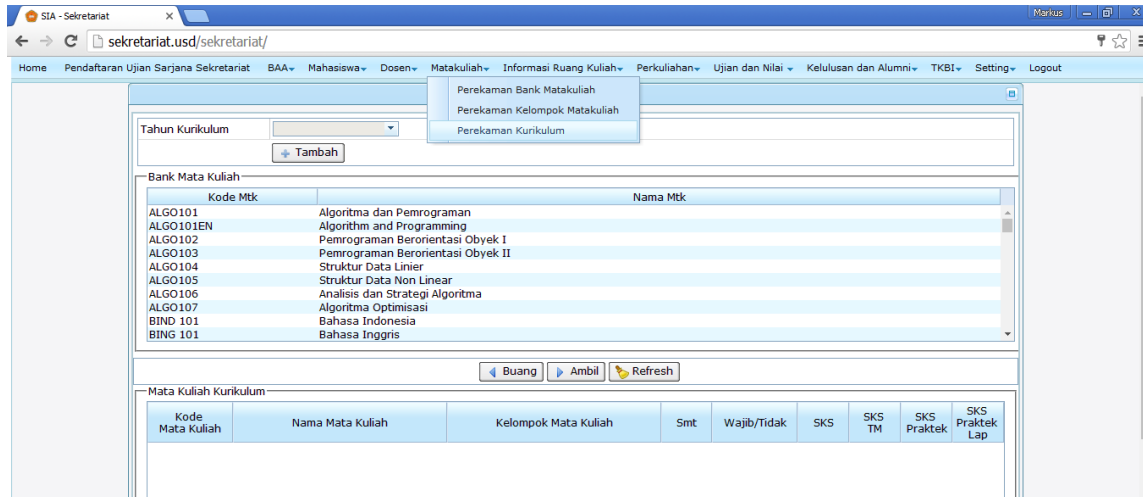 SIA - Sekretariat
Markus
sekretariat.usd/sekretariat/
Home Pendaftaran Ujian Sarjana Sekretariat BAA Mahasiswa Dosen Matakuliah Informasi Ruang Kuliah Perkuliahan Ujian dan Nilai Kelulusan dan Alumni TKBI Setting Logout
Perekaman Bank Matakuliah
Perekaman Kelompok Matakuliah
Perekaman Kurikulum
Tahun Kurikulum
Tambah
Bank Mata Kuliah
Kode Mtk Nama Mtk
ALGO101 Algoritma dan Pemrograman
ALGO101EN Algorithm and Programming
ALGO102 Pemrograman Berorientasi Obyek I
ALGO103 Pemrograman Berorientasi Obyek II
ALGO104 Struktur Data Linier
ALGO105 Struktur Data Non Linear
ALGO106 Analisis dan Strategi Algoritma
ALGO107 Algoritma Optimisasi
BIND 101 Bahasa Indonesia
BING 101 Bahasa Inggris
Buang Ambil Refresh
Mata Kuliah Kurikulum
Kode Mata Kuliah Nama Mata Kuliah Kelompok Mata Kuliah Smt Wajib/Tidak SKS SKS TM SKS Praktek SKS Praktek Lap